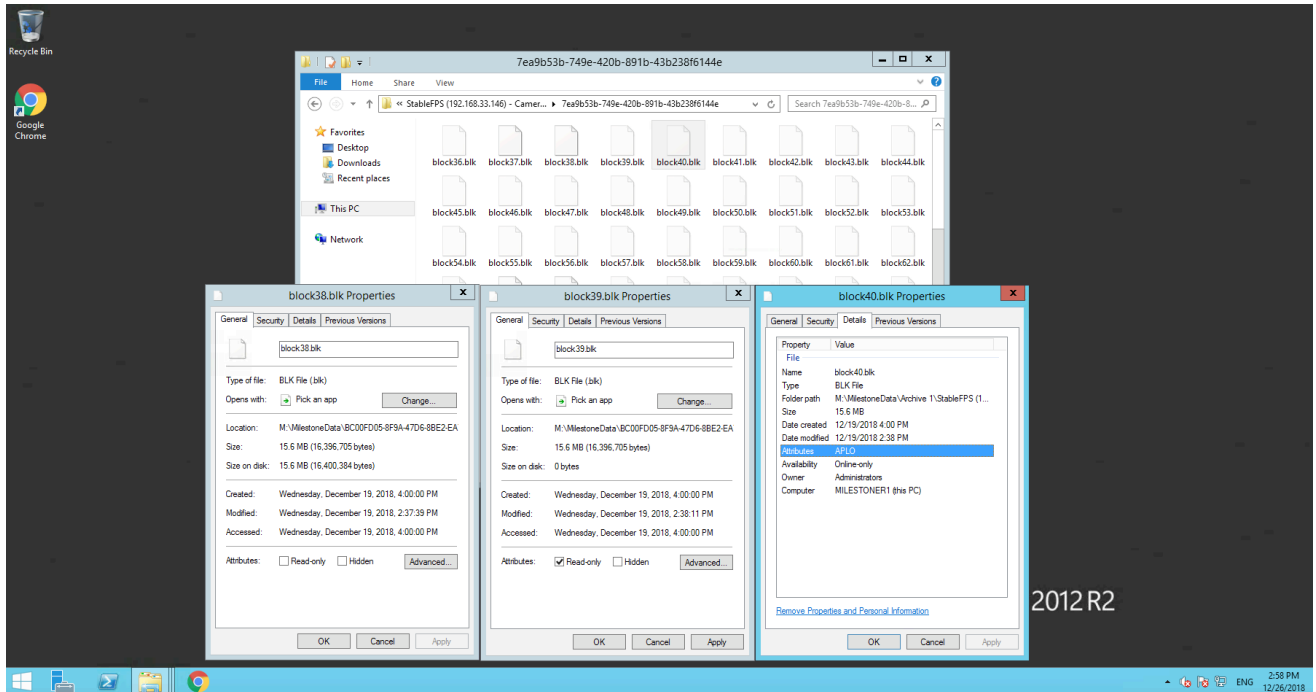 Recycle Bin
Google
Chrome
7ea9b53b-749e-420b-891b-43b238f6144e
File Home Share View
« StableFPS (192.168.33.146) - Camer... ▸ 7ea9b53b-749e-420b-891b-43b238f6144e
Search 7ea9b53b-749e-420b-8...
Favorites
Desktop
Downloads
Recent places
This PC
Network
block36.blk block37.blk block38.blk block39.blk block40.blk block41.blk block42.blk block43.blk block44.blk
block45.blk block46.blk block47.blk block48.blk block49.blk block50.blk block51.blk block52.blk block53.blk
block54.blk block55.blk block56.blk block57.blk block58.blk block59.blk block60.blk block61.blk block62.blk
block38.blk Properties
General Security Details Previous Versions
block38.blk
Type of file: BLK File (.blk)
Opens with: Pick an app Change...
Location: M:\MilestoneData\BC00FD05-8F9A-47D6-8BE2-EA
Size: 15.6 MB (16,396,705 bytes)
Size on disk: 15.6 MB (16,400,384 bytes)
Created: Wednesday, December 19, 2018, 4:00:00 PM
Modified: Wednesday, December 19, 2018, 2:37:39 PM
Accessed: Wednesday, December 19, 2018, 4:00:00 PM
Attributes: Read-only Hidden Advanced...
OK Cancel Apply
block39.blk Properties
General Security Details Previous Versions
block39.blk
Type of file: BLK File (.blk)
Opens with: Pick an app Change...
Location: M:\MilestoneData\BC00FD05-8F9A-47D6-8BE2-EA
Size: 15.6 MB (16,396,705 bytes)
Size on disk: 0 bytes
Created: Wednesday, December 19, 2018, 4:00:00 PM
Modified: Wednesday, December 19, 2018, 2:38:11 PM
Accessed: Wednesday, December 19, 2018, 4:00:00 PM
Attributes: Read-only Hidden Advanced...
OK Cancel Apply
block40.blk Properties
General Security Details Previous Versions
Property Value
File
Name block40.blk
Type BLK File
Folder path M:\MilestoneData\Archive 1\StableFPS (1...
Size 15.6 MB
Date created 12/19/2018 4:00 PM
Date modified 12/19/2018 2:38 PM
Attributes APLO
Availability Online-only
Owner Administrators
Computer MILESTONER1 (this PC)
Remove Properties and Personal Information
OK Cancel Apply
2012 R2
ENG
2:58 PM
12/26/2018